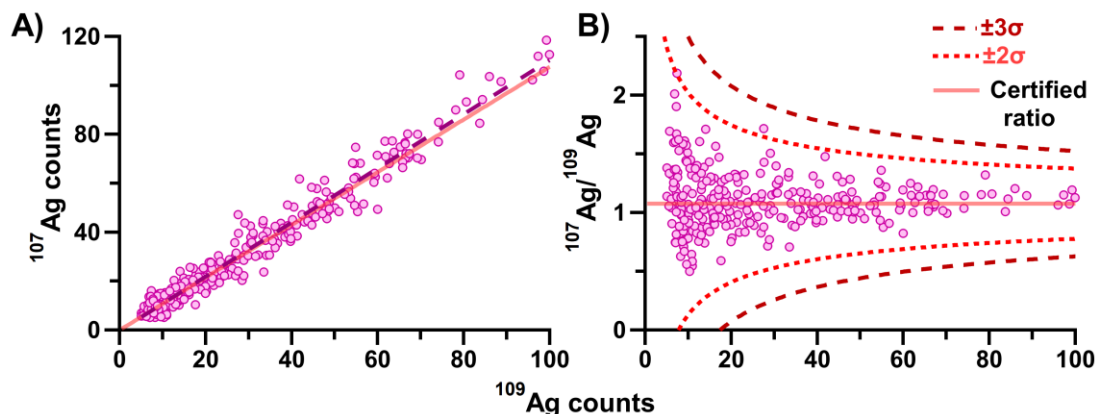 A)
120
80
40
0
¹⁰⁷Ag counts
0 20 40 60 80 100
B)
2
1
0
¹⁰⁷Ag/¹⁰⁹Ag
0 20 40 60 80 100
±3σ
±2σ
Certified
ratio
¹⁰⁹Ag counts